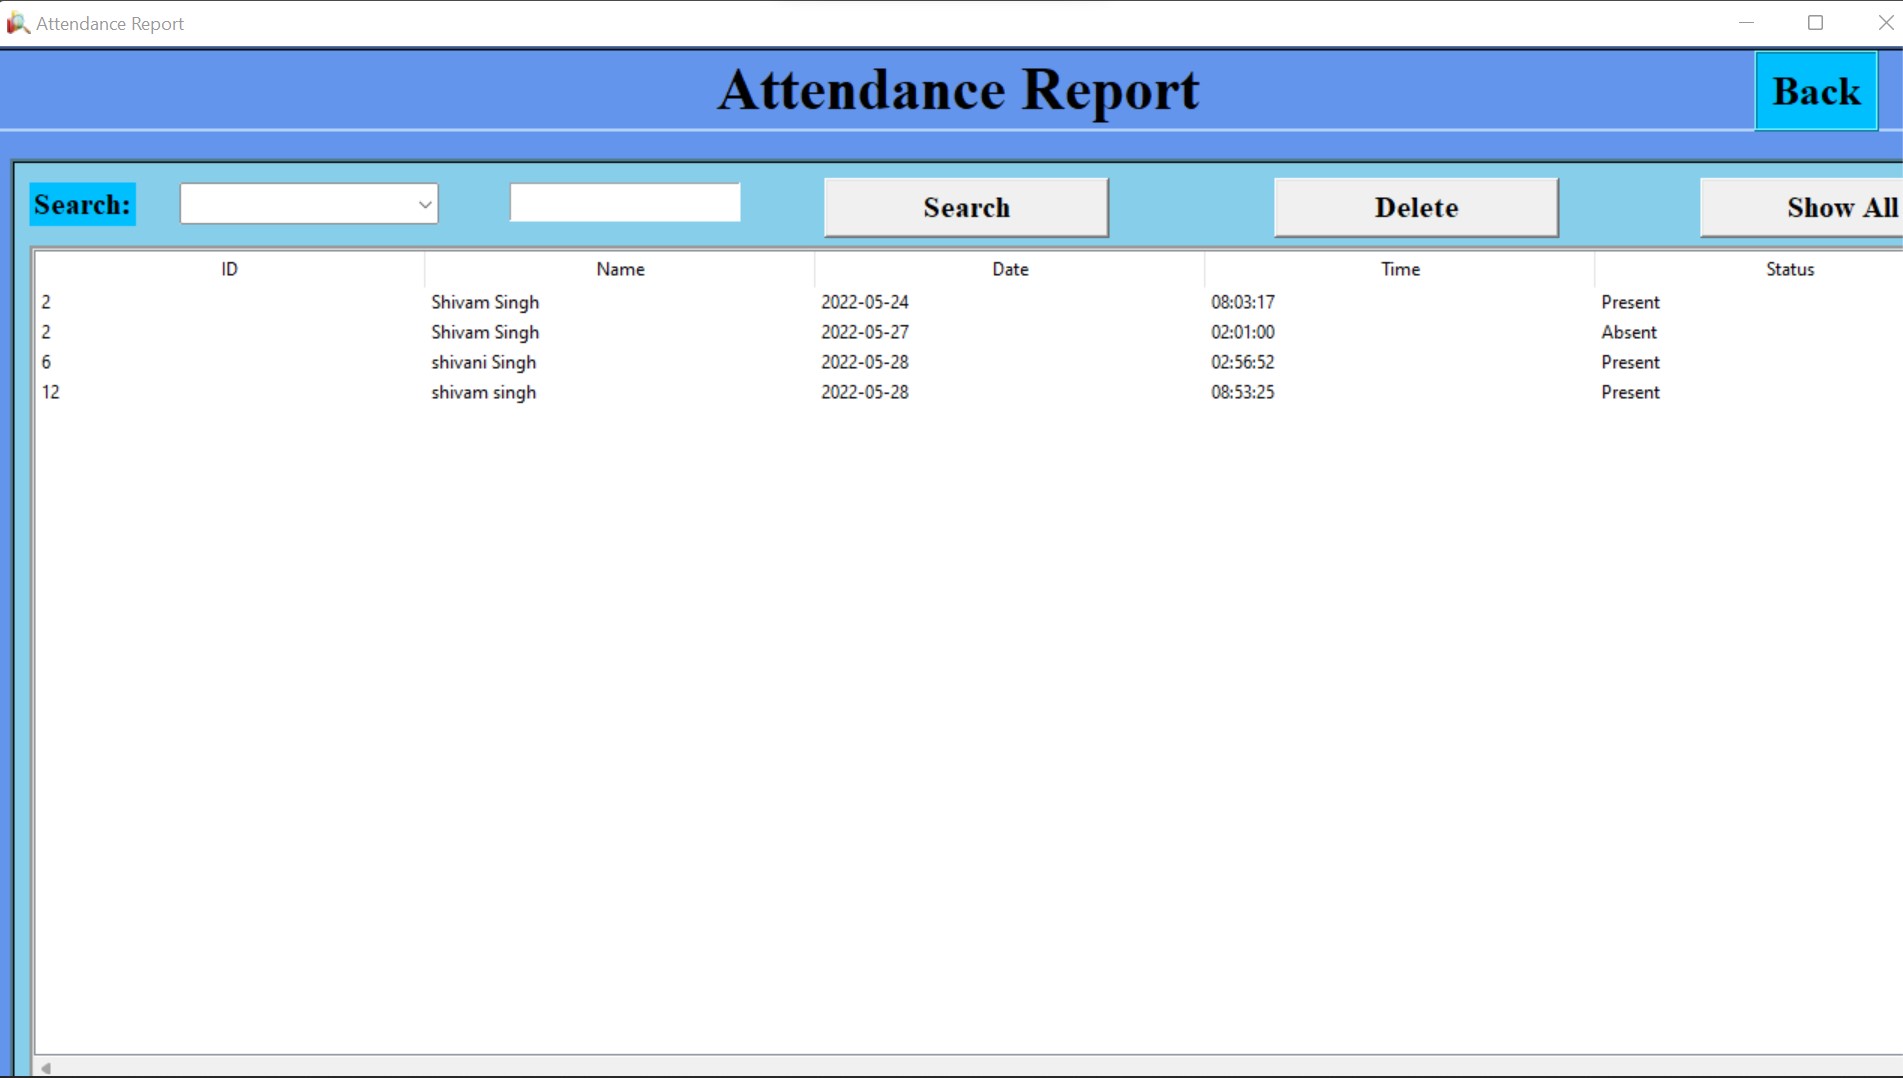 Attendance Report
Attendance Report
Back
Search:
Search
Delete
Show All
ID Name Date Time Status
2 Shivam Singh 2022-05-24 08:03:17 Present
2 Shivam Singh 2022-05-27 02:01:00 Absent
6 shivani Singh 2022-05-28 02:56:52 Present
12 shivam singh 2022-05-28 08:53:25 Present